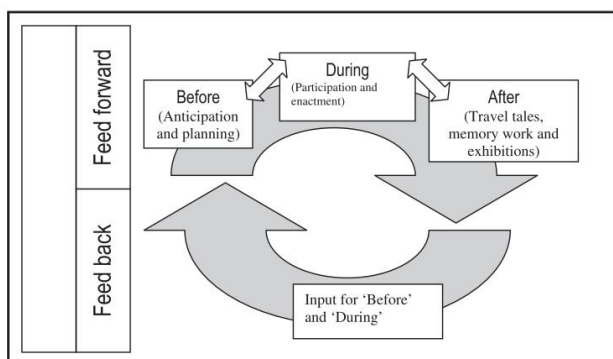 Feed forward
Feed back
Before
(Anticipation
and planning)
During
(Participation and
enactment)
After
(Travel tales,
memory work and
exhibitions)
Input for ‘Before’
and ‘During’